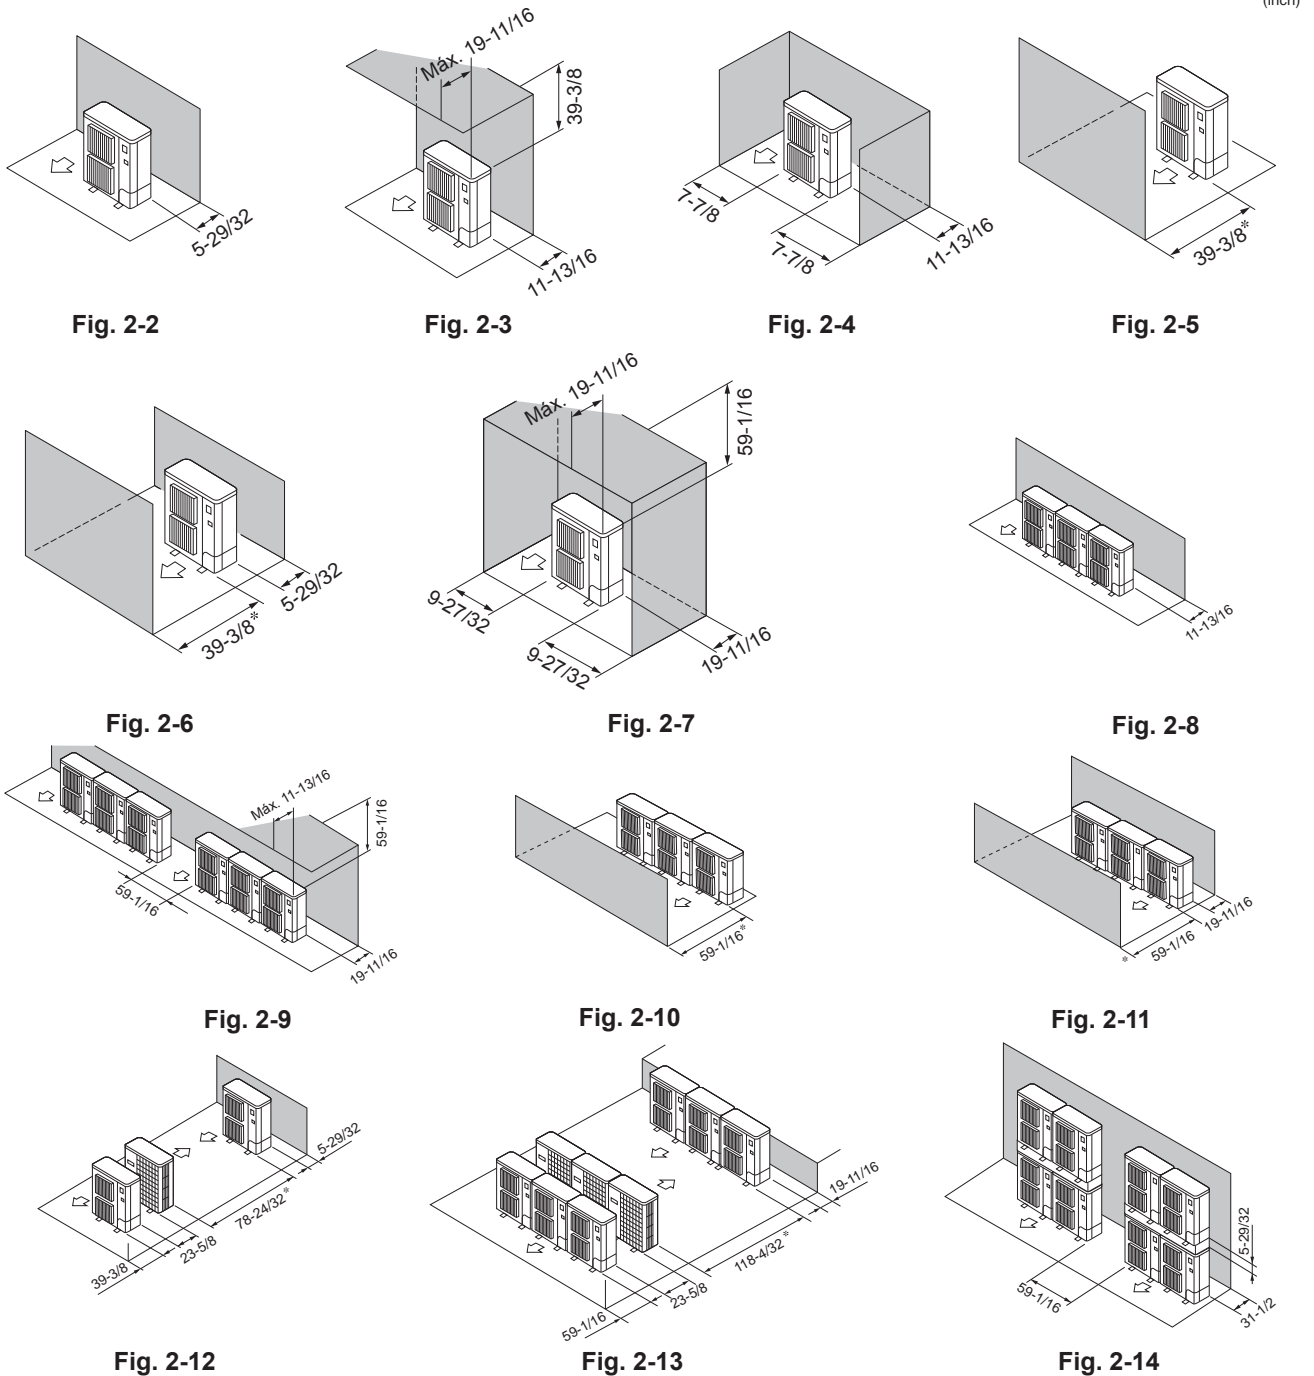 (inch)
Máx. 19-11/16
39-3/8
5-29/32
11-13/16
7-7/8
7-7/8
11-13/16
39-3/8*
Fig. 2-2
Fig. 2-3
Fig. 2-4
Fig. 2-5
Máx. 19-11/16
59-1/16
5-29/32
39-3/8*
9-27/32
9-27/32
19-11/16
11-13/16
Fig. 2-6
Fig. 2-7
Fig. 2-8
Máx. 11-13/16
59-1/16
59-1/16
19-11/16
59-1/16*
19-11/16
59-1/16
*
Fig. 2-9
Fig. 2-10
Fig. 2-11
5-29/32
78-24/32*
23-5/8
39-3/8
19-11/16
118-4/32*
23-5/8
59-1/16
5-29/32
59-1/16
31-1/2
Fig. 2-12
Fig. 2-13
Fig. 2-14